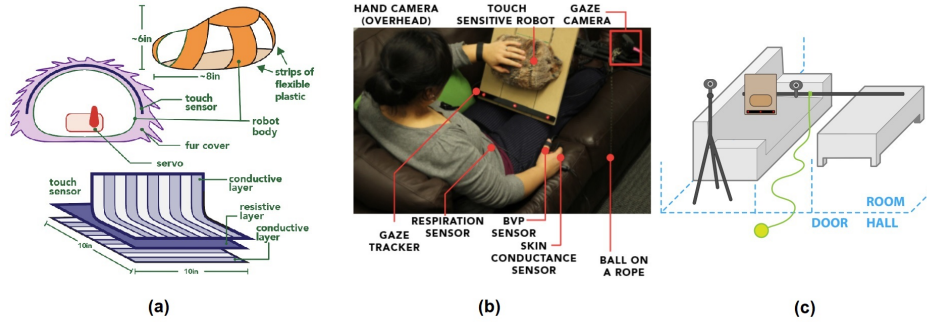 ~6in
~8in
strips of
flexible
plastic
touch
sensor
robot
body
fur cover
servo
touch
sensor
conductive
layer
resistive
layer
conductive
layer
10in
10in
(a)
HAND CAMERA
(OVERHEAD)
TOUCH
SENSITIVE ROBOT
GAZE
CAMERA
GAZE
TRACKER
RESPIRATION
SENSOR
BVP
SENSOR
SKIN
CONDUCTANCE
SENSOR
BALL ON
A ROPE
(b)
ROOM
DOOR
HALL
(c)